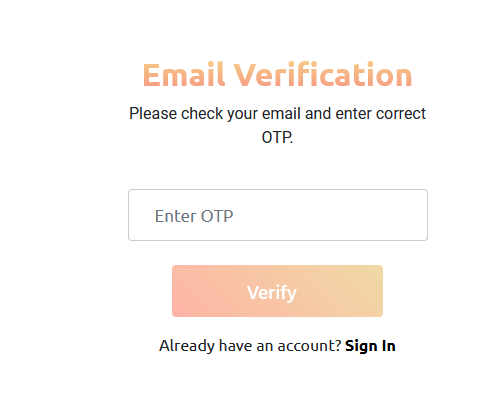 Email Verification
Please check your email and enter correct
OTP.
Enter OTP
Verify
Already have an account? Sign In